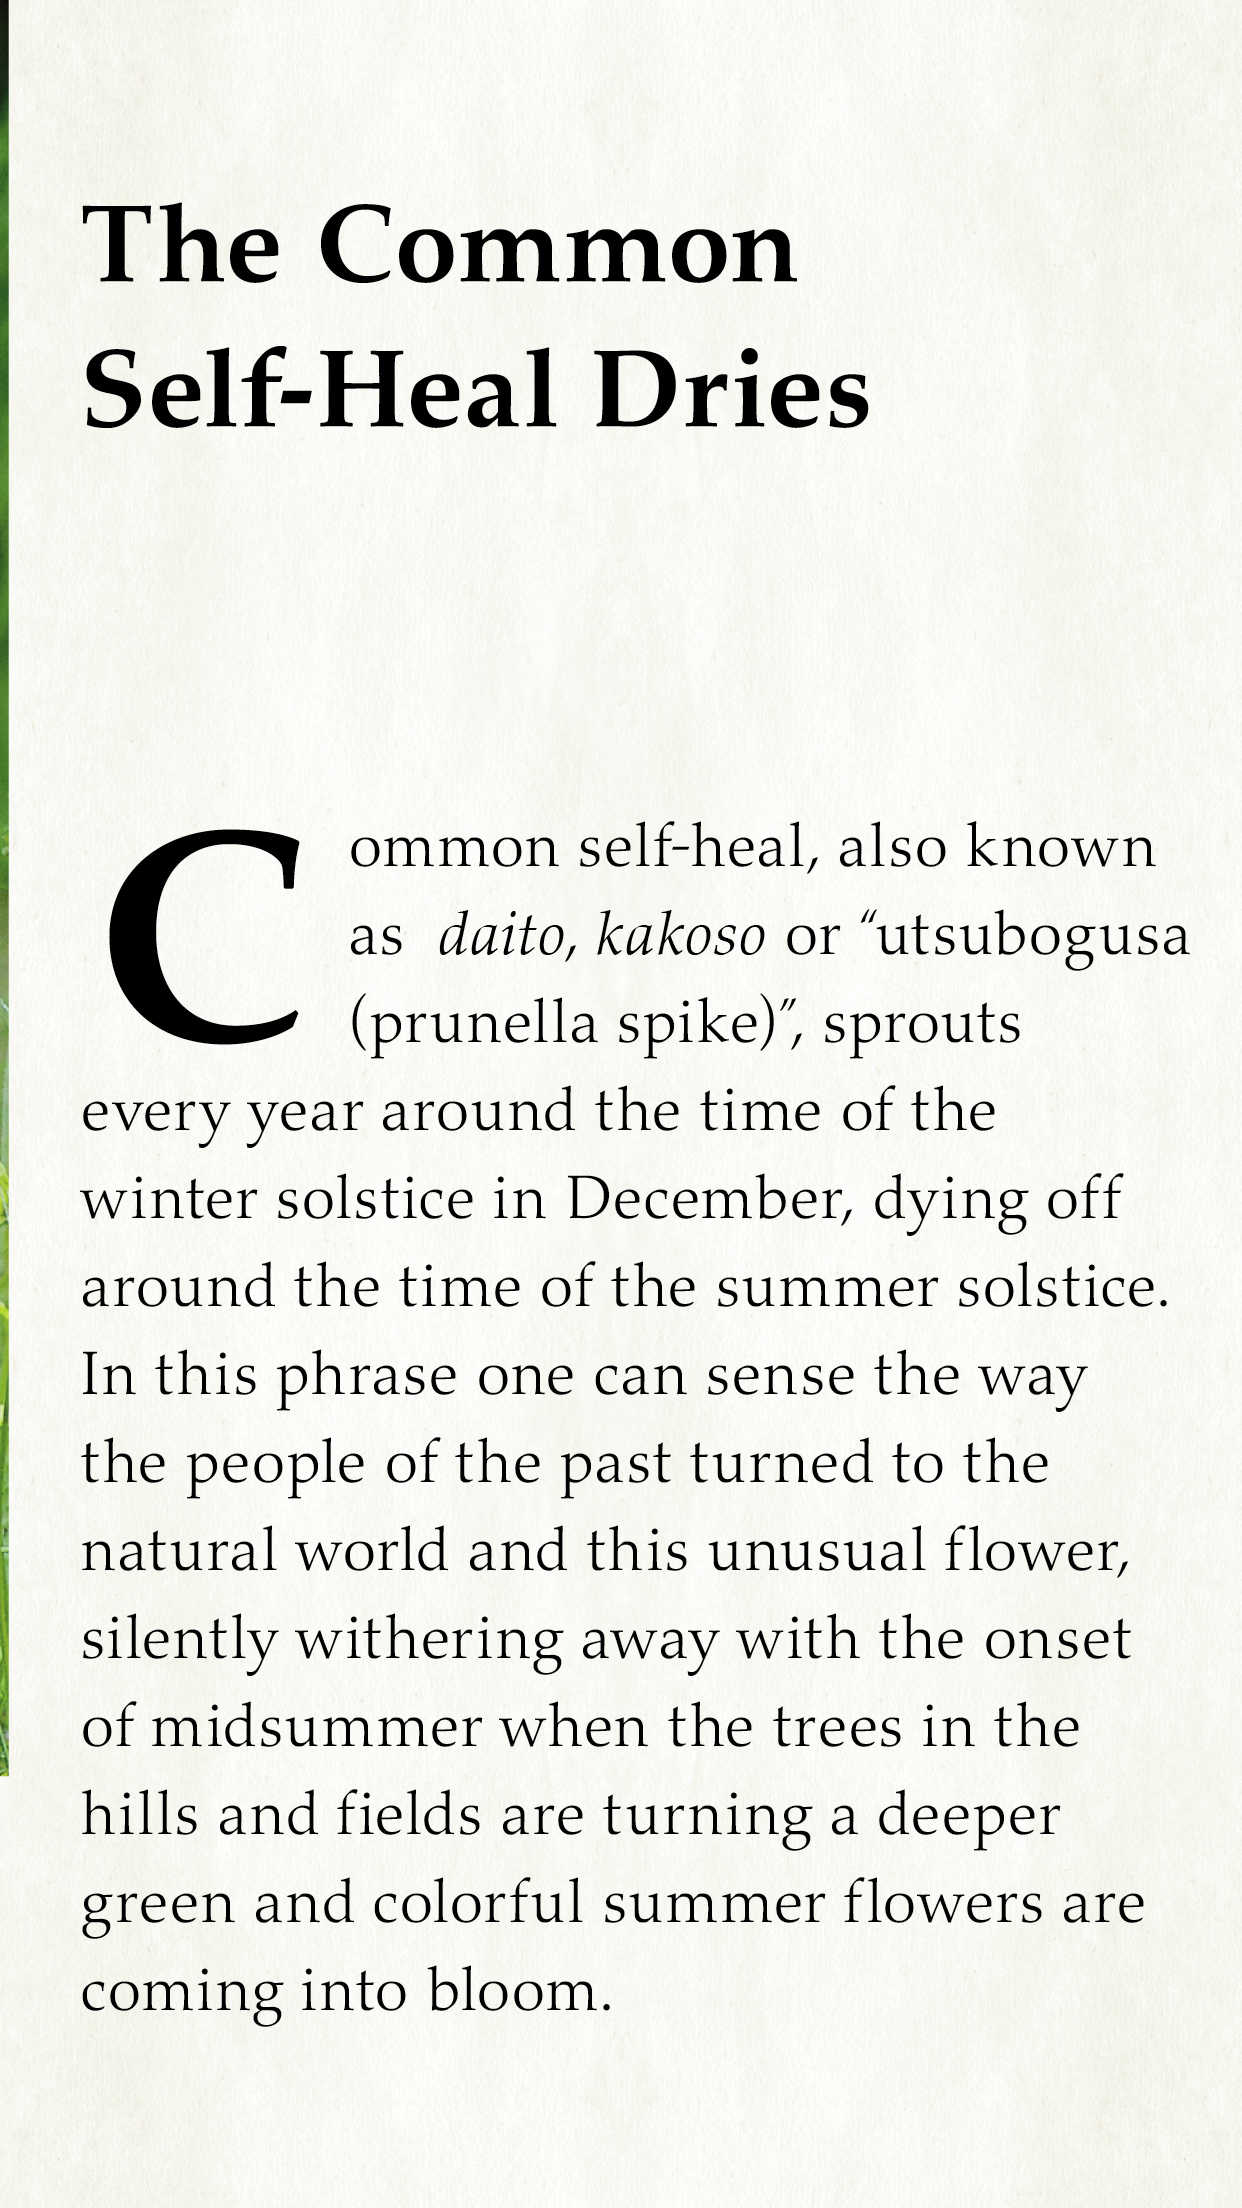 The Common
Self-Heal Dries
Common self-heal, also known
as daito, kakoso or “utsubogusa
(prunella spike)”, sprouts
every year around the time of the
winter solstice in December, dying off
around the time of the summer solstice.
In this phrase one can sense the way
the people of the past turned to the
natural world and this unusual flower,
silently withering away with the onset
of midsummer when the trees in the
hills and fields are turning a deeper
green and colorful summer flowers are
coming into bloom.